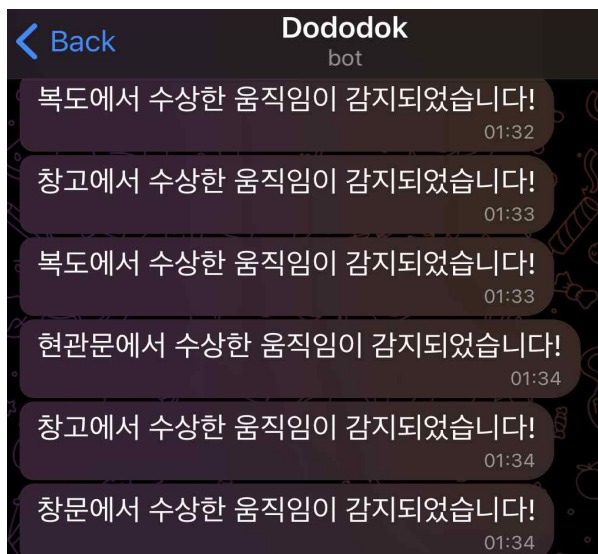 Back
Dododok
bot
복도에서 수상한 움직임이 감지되었습니다!
01:32
창고에서 수상한 움직임이 감지되었습니다!
01:33
복도에서 수상한 움직임이 감지되었습니다!
01:33
현관문에서 수상한 움직임이 감지되었습니다!
01:34
창고에서 수상한 움직임이 감지되었습니다!
01:34
창문에서 수상한 움직임이 감지되었습니다!
01:34